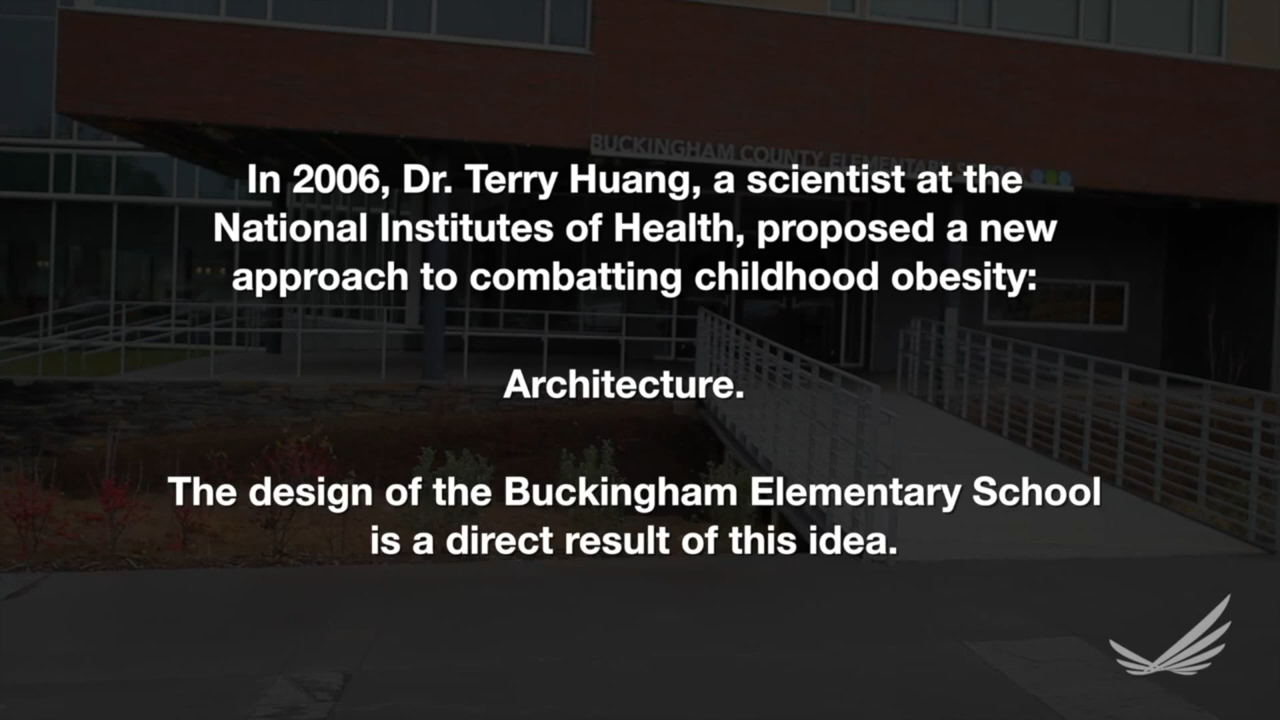 BUCKINGHAM COUNTY ELEMENTARY
In 2006, Dr. Terry Huang, a scientist at the
National Institutes of Health, proposed a new
approach to combatting childhood obesity:
Architecture.
The design of the Buckingham Elementary School
is a direct result of this idea.